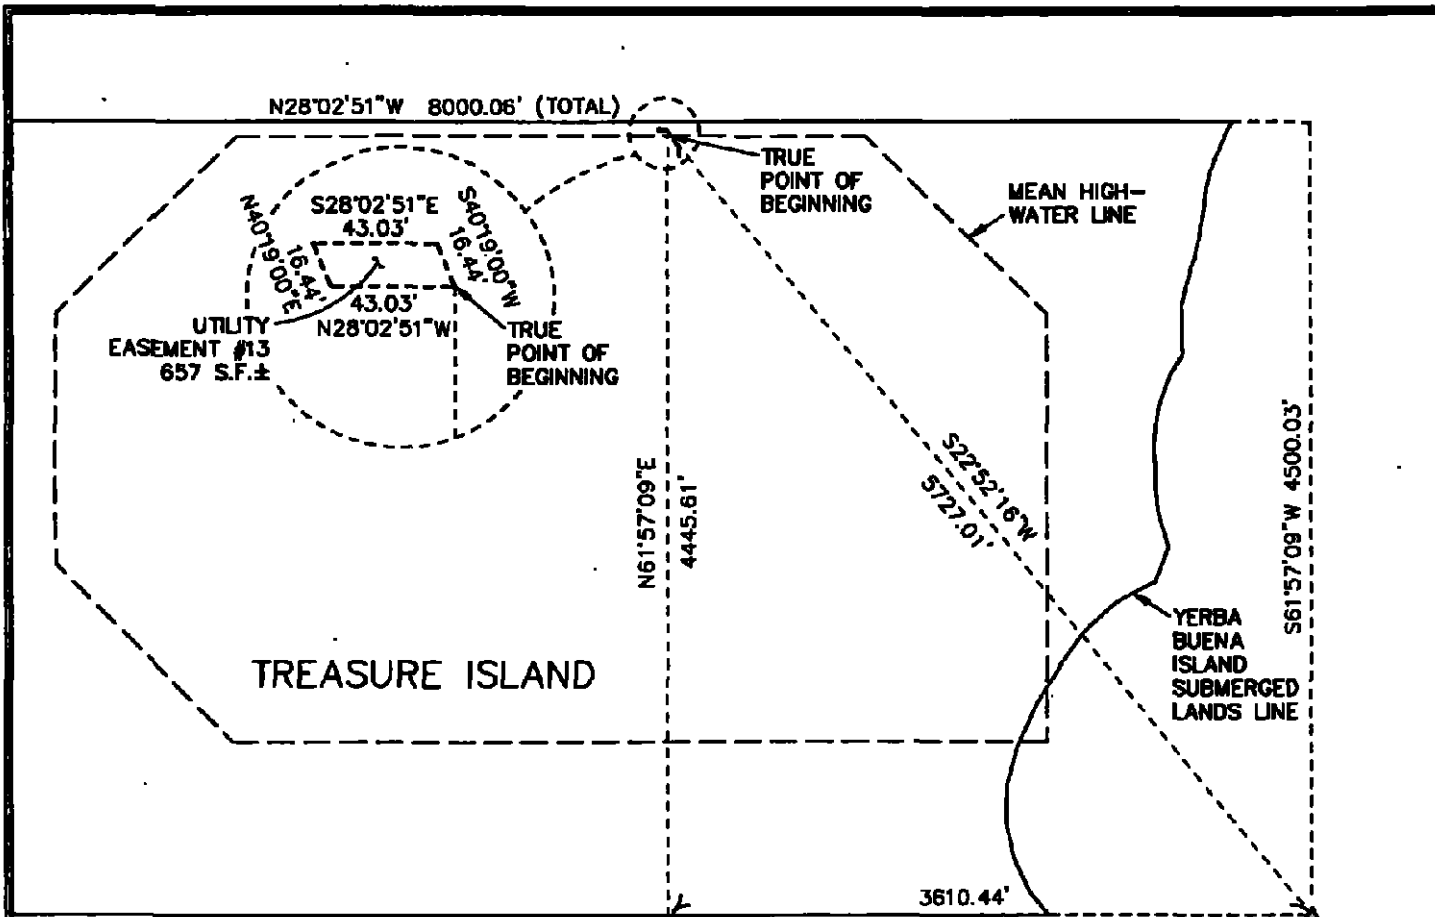 N28°02'51"W 8000.06' (TOTAL)
TRUE
POINT OF
BEGINNING
MEAN HIGH-
WATER LINE
S28°02'51"E
43.03'
N40°19'00"E
16.44'
S40°19'00"W
16.44'
43.03'
N28°02'51"W
UTILITY
EASEMENT #13
657 S.F.±
TRUE
POINT OF
BEGINNING
N61°57'09"E
4445.61'
S22°52'16"W
5727.01'
S61°57'09"W 4500.03'
YERBA
BUENA
ISLAND
SUBMERGED
LANDS LINE
TREASURE ISLAND
3610.44'